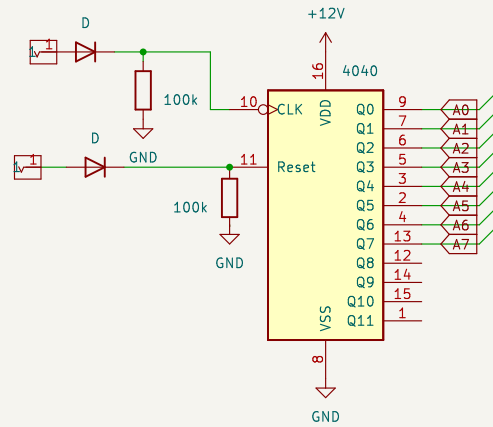 +12V
D
1
1
16
4040
100k
10
CLK
VDD
Q0
9
A0
Q1
7
A1
D
GND
Q2
6
A2
1
1
11
Reset
Q3
5
A3
Q4
3
A4
100k
Q5
2
A5
Q6
4
A6
Q7
13
A7
GND
Q8
12
Q9
14
Q10
15
VSS
Q11
1
8
GND